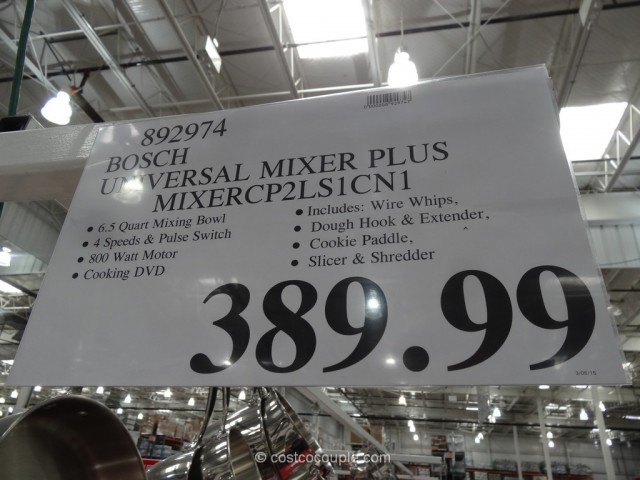 892974
BOSCH
UNIVERSAL MIXER PLUS
MIXERCP2LS1CN1
• 6.5 Quart Mixing Bowl
• 4 Speeds & Pulse Switch
• 800 Watt Motor
• Cooking DVD
• Includes: Wire Whips,
• Dough Hook & Extender,
• Cookie Paddle,
• Slicer & Shredder
389.99
© costcocouple.com